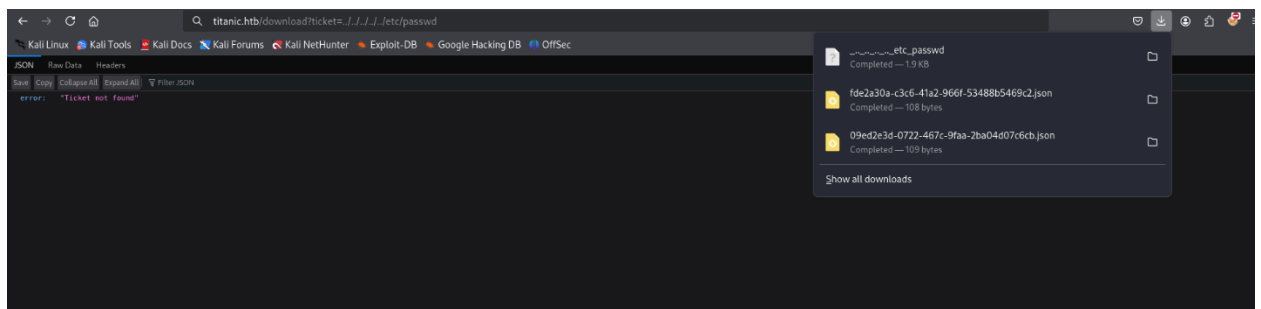 titanic.htb/download?ticket=../../../../etc/passwd
Kali Linux Kali Tools Kali Docs Kali Forums Kali NetHunter Exploit-DB Google Hacking DB OffSec
JSON Raw Data Headers
Save Copy Collapse All Expand All Filter JSON
error: "Ticket not found"
_.._.._.._.._etc_passwd
Completed — 1.9 KB
fde2a30a-c3c6-41a2-966f-53488b5469c2.json
Completed — 108 bytes
09ed2e3d-0722-467c-9faa-2ba04d07c6cb.json
Completed — 109 bytes
Show all downloads